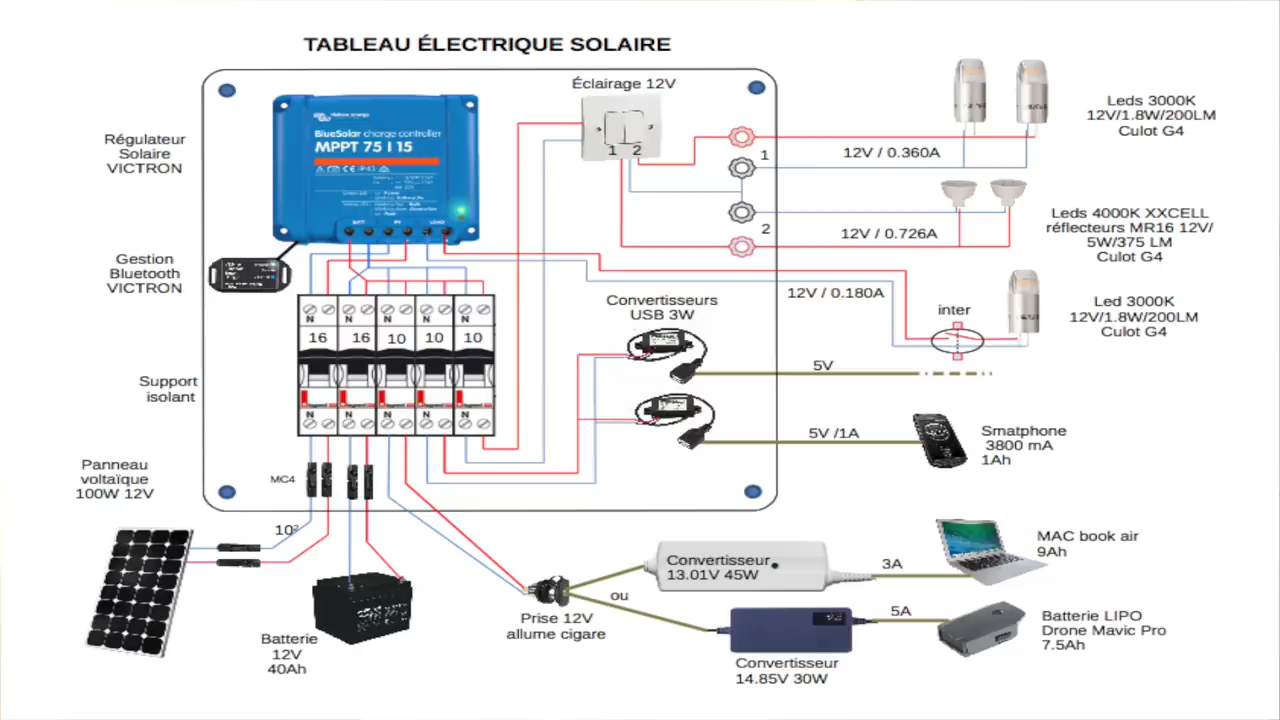 TABLEAU ÉLECTRIQUE SOLAIRE
Éclairage 12V
1 2
Régulateur
Solaire
VICTRON
victron energy
BlueSolar charge controller
MPPT 75 I 15
BATT
PV
LOAD
Gestion
Bluetooth
VICTRON
1
2
12V / 0.360A
12V / 0.726A
12V / 0.180A
Leds 3000K
12V/1.8W/200LM
Culot G4
Leds 4000K XXCELL
réflecteurs MR16 12V/
5W/375 LM
Culot G4
Led 3000K
12V/1.8W/200LM
Culot G4
inter
Convertisseurs
USB 3W
N N N N N
16 16 10 10 10
N N N N N
Support
isolant
5V
5V /1A
Smatphone
3800 mA
1Ah
Panneau
voltaïque
100W 12V
MC4
10²
Batterie
12V
40Ah
Prise 12V
allume cigare
ou
Convertisseur
13.01V 45W
3A
MAC book air
9Ah
Convertisseur
14.85V 30W
5A
Batterie LIPO
Drone Mavic Pro
7.5Ah